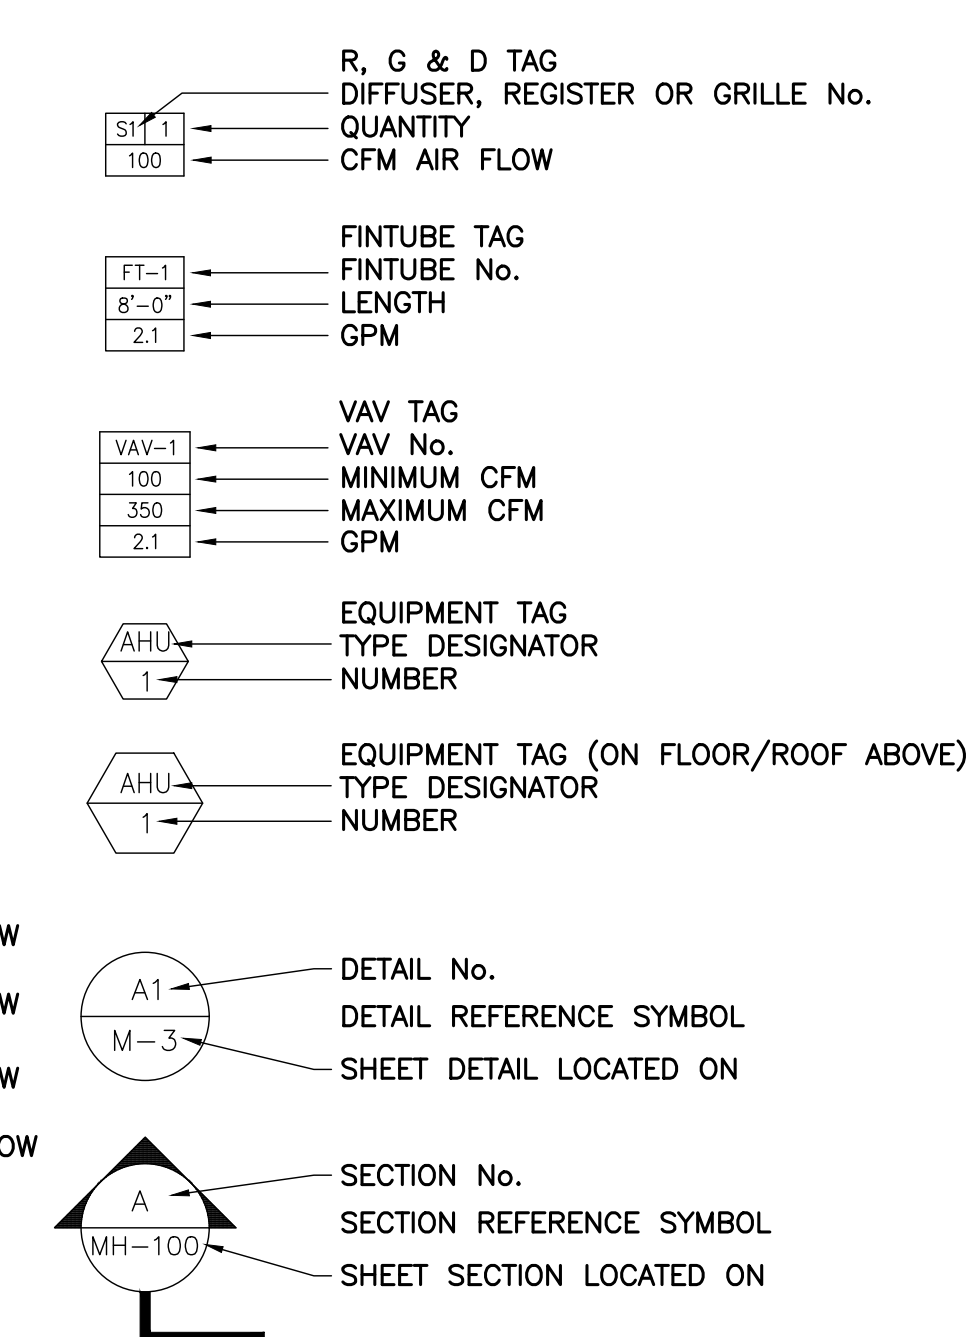 R, G & D TAG
DIFFUSER, REGISTER OR GRILLE No.
S1 1 QUANTITY
100 CFM AIR FLOW
FINTUBE TAG
FT-1 FINTUBE No.
8'-0" LENGTH
2.1 GPM
VAV TAG
VAV-1 VAV No.
100 MINIMUM CFM
350 MAXIMUM CFM
2.1 GPM
EQUIPMENT TAG
AHU TYPE DESIGNATOR
1 NUMBER
EQUIPMENT TAG (ON FLOOR/ROOF ABOVE)
AHU TYPE DESIGNATOR
1 NUMBER
W
A1 DETAIL No.
W
DETAIL REFERENCE SYMBOL
M-3
SHEET DETAIL LOCATED ON
W
OW
SECTION No.
A
SECTION REFERENCE SYMBOL
MH-100
SHEET SECTION LOCATED ON